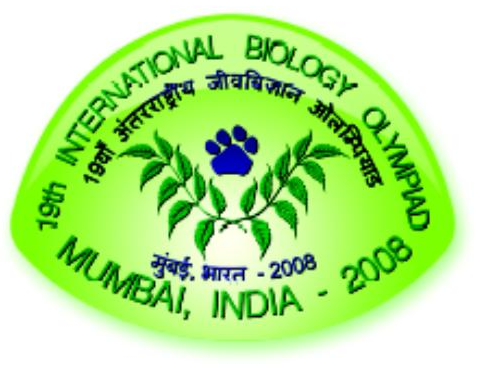 19th INTERNATIONAL BIOLOGY OLYMPIAD
19वाँ अंतरराष्ट्रीय जीवविज्ञान ओलम्पियाड
मुंबई, भारत - 2008
MUMBAI, INDIA - 2008